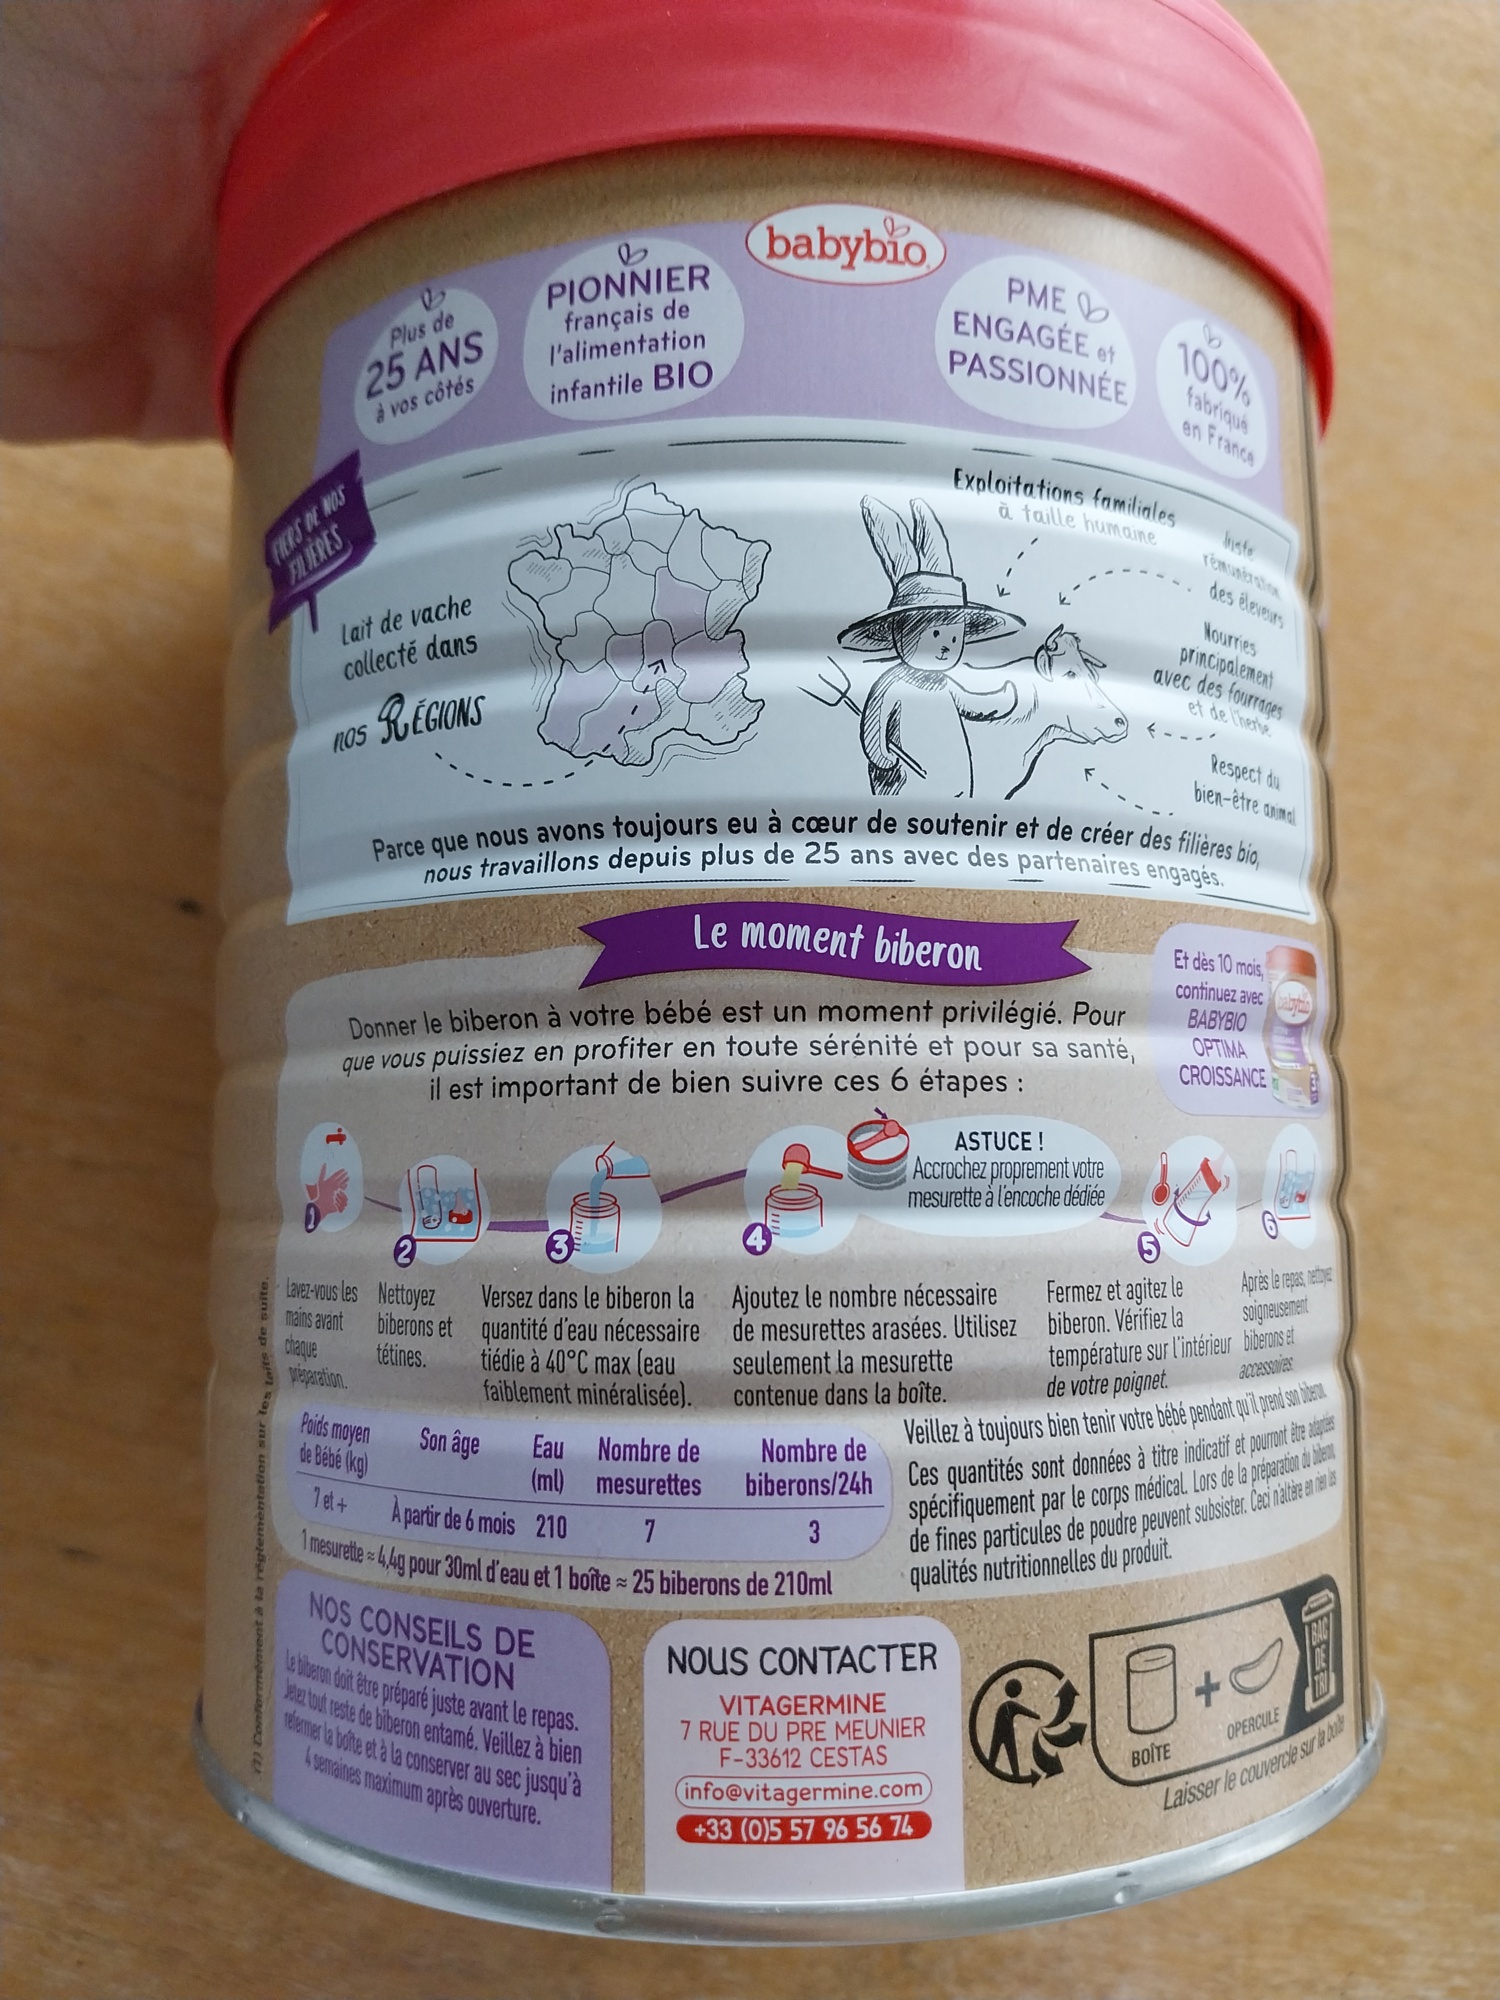 babybio
Plus de
25 ANS
à vos côtés
PIONNIER
français de
l'alimentation
infantile BIO
PME
ENGAGÉE et
PASSIONNÉE
100%
fabriqué
en France
FIERS DE NOS
FILIÈRES
Lait de vache
collecté dans
nos RÉGIONS
Exploitations familiales
à taille humaine
Juste
rémunération
des éleveurs
Nourries
principalement
avec des fourrages
et de l'herbe
Respect du
bien-être animal
Parce que nous avons toujours eu à cœur de soutenir et de créer des filières bio,
nous travaillons depuis plus de 25 ans avec des partenaires engagés.
Le moment biberon
Donner le biberon à votre bébé est un moment privilégié. Pour
que vous puissiez en profiter en toute sérénité et pour sa santé,
il est important de bien suivre ces 6 étapes :
Et dès 10 mois,
continuez avec
BABYBIO
OPTIMA
CROISSANCE
babybio
3
ASTUCE !
Accrochez proprement votre
mesurette à l'encoche dédiée
1
Lavez-vous les
mains avant
chaque
préparation.
2
Nettoyez
biberons et
tétines.
3
Versez dans le biberon la
quantité d'eau nécessaire
tiédie à 40°C max (eau
faiblement minéralisée).
4
Ajoutez le nombre nécessaire
de mesurettes arasées. Utilisez
seulement la mesurette
contenue dans la boîte.
5
Fermez et agitez le
biberon. Vérifiez la
température sur l'intérieur
de votre poignet.
6
Après le repas, nettoyez
soigneusement
biberons et
accessoires.
Poids moyen
de Bébé (kg)
Son âge
Eau
(ml)
Nombre de
mesurettes
Nombre de
biberons/24h
7 et + À partir de 6 mois 210 7 3
1 mesurette ≈ 4,4g pour 30ml d'eau et 1 boîte ≈ 25 biberons de 210ml
Veillez à toujours bien tenir votre bébé pendant qu'il prend son biberon.
Ces quantités sont données à titre indicatif et pourront être adaptées
spécifiquement par le corps médical. Lors de la préparation du biberon,
de fines particules de poudre peuvent subsister. Ceci n'altère en rien les
qualités nutritionnelles du produit.
(1) Conformément à la réglementation sur les laits de suite.
NOS CONSEILS DE
CONSERVATION
Le biberon doit être préparé juste avant le repas.
Jetez tout reste de biberon entamé. Veillez à bien
refermer la boîte et à la conserver au sec jusqu'à
4 semaines maximum après ouverture.
NOUS CONTACTER
VITAGERMINE
7 RUE DU PRE MEUNIER
F-33612 CESTAS
info@vitagermine.com
+33 (0)5 57 96 56 74
BOÎTE
+
OPERCULE
BAC
DE
TRI
Laisser le couvercle sur la boîte